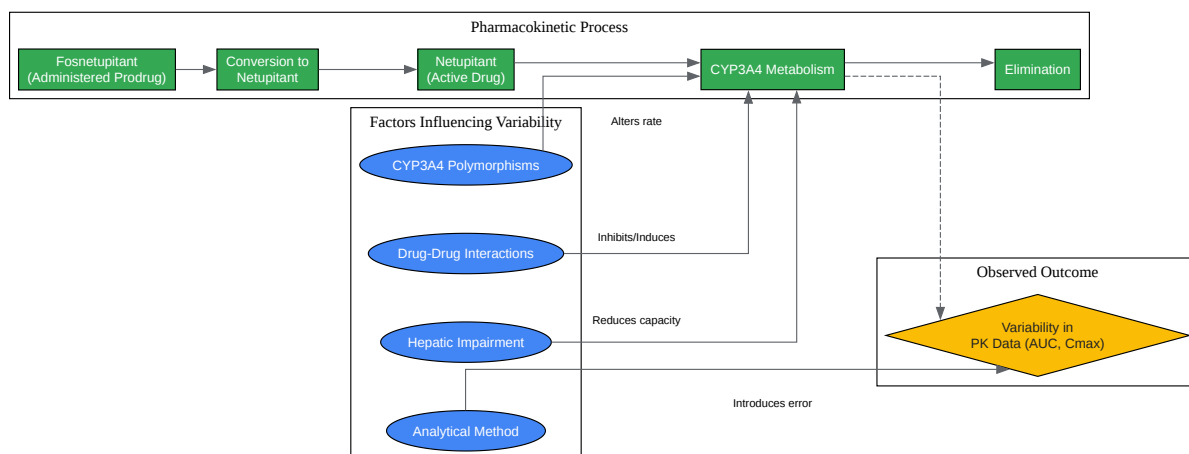 Pharmacokinetic Process
Fosnetupitant
(Administered Prodrug)
Conversion to
Netupitant
Netupitant
(Active Drug)
CYP3A4 Metabolism
Elimination
Factors Influencing Variability
Alters rate
CYP3A4 Polymorphisms
Inhibits/Induces
Drug-Drug Interactions
Observed Outcome
Reduces capacity
Hepatic Impairment
Variability in
PK Data (AUC, Cmax)
Introduces error
Analytical Method